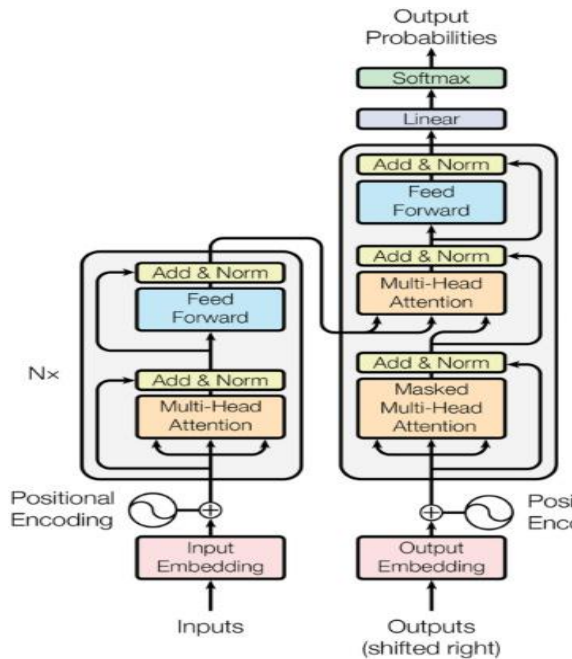 Output
Probabilities
Softmax
Linear
Add & Norm
Feed
Forward
Add & Norm
Multi-Head
Attention
Add & Norm
Masked
Multi-Head
Attention
Add & Norm
Feed
Forward
Add & Norm
Multi-Head
Attention
Nx
Positional
Encoding
Posi
Enco
Input
Embedding
Output
Embedding
Inputs
Outputs
(shifted right)